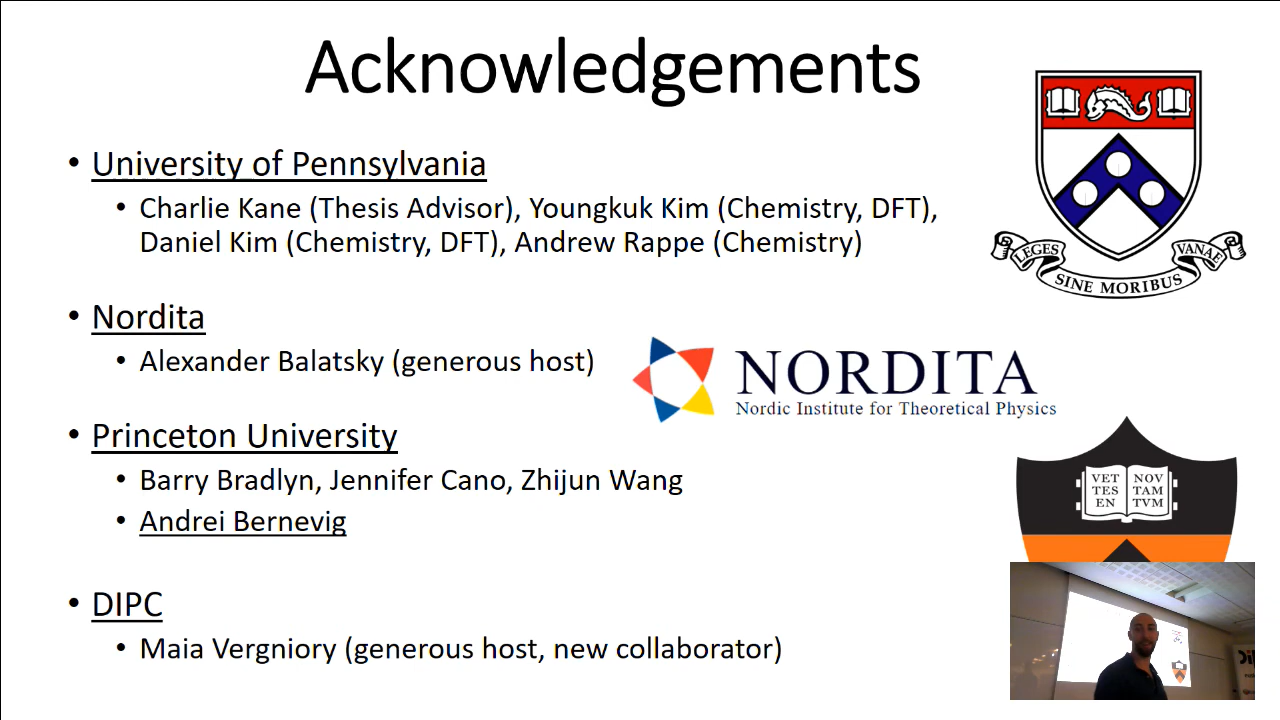 Acknowledgements
• University of Pennsylvania
• Charlie Kane (Thesis Advisor), Youngkuk Kim (Chemistry, DFT),
Daniel Kim (Chemistry, DFT), Andrew Rappe (Chemistry)
LEGES SINE MORIBUS VANAE
• Nordita
• Alexander Balatsky (generous host)
NORDITA
Nordic Institute for Theoretical Physics
• Princeton University
• Barry Bradlyn, Jennifer Cano, Zhijun Wang
• Andrei Bernevig
VET NOV
TES TAM
EN TVM
• DIPC
• Maia Vergniory (generous host, new collaborator)